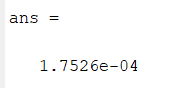 ans =
1.7526e-04